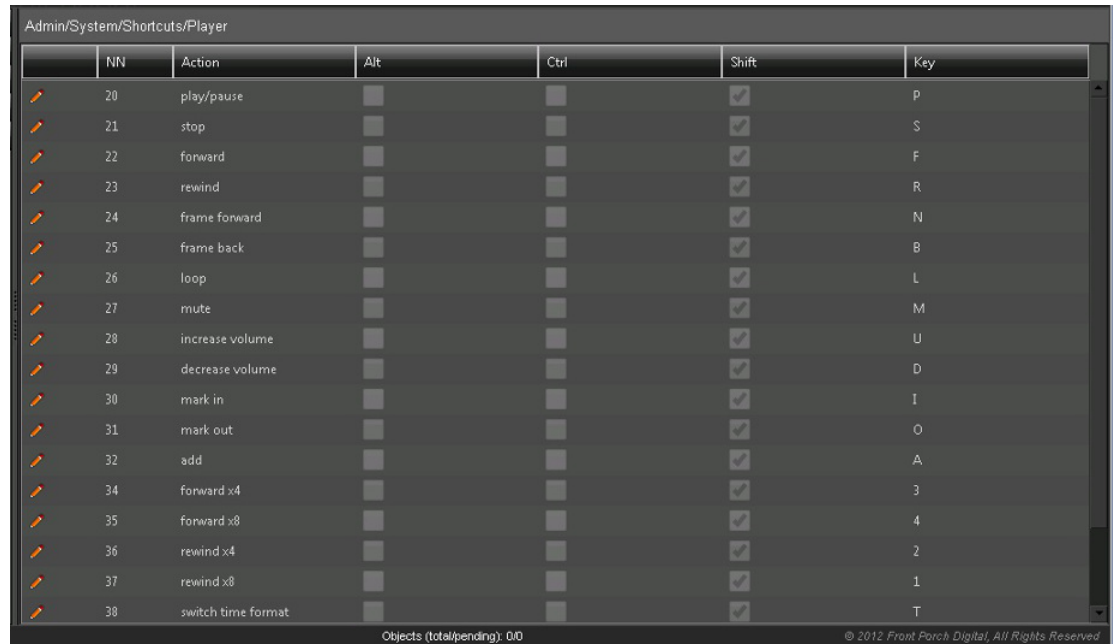 Admin/System/Shortcuts/Player
NN Action Alt Ctrl Shift Key
20 play/pause P
21 stop S
22 forward F
23 rewind R
24 frame forward N
25 frame back B
26 loop L
27 mute M
28 increase volume U
29 decrease volume D
30 mark in I
31 mark out O
32 add A
34 forward x4 3
35 forward x8 4
36 rewind x4 2
37 rewind x8 1
38 switch time format T
Objects (total/pending): 0/0 © 2012 Front Porch Digital, All Rights Reserved